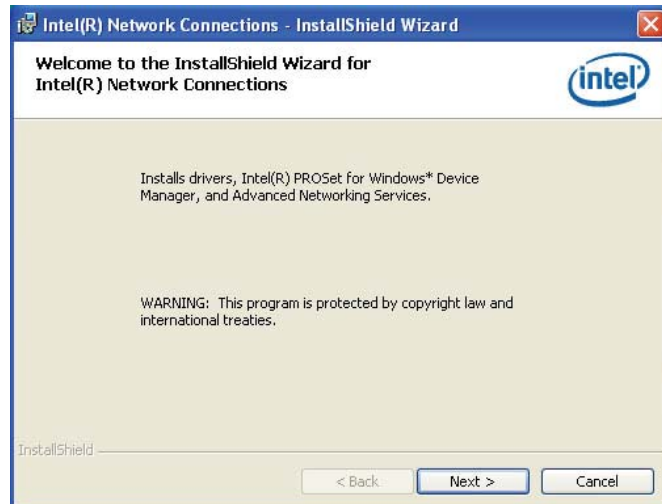 Intel(R) Network Connections - InstallShield Wizard
Welcome to the InstallShield Wizard for
Intel(R) Network Connections
intel
Installs drivers, Intel(R) PROSet for Windows* Device
Manager, and Advanced Networking Services.
WARNING: This program is protected by copyright law and
international treaties.
InstallShield
< Back Next > Cancel